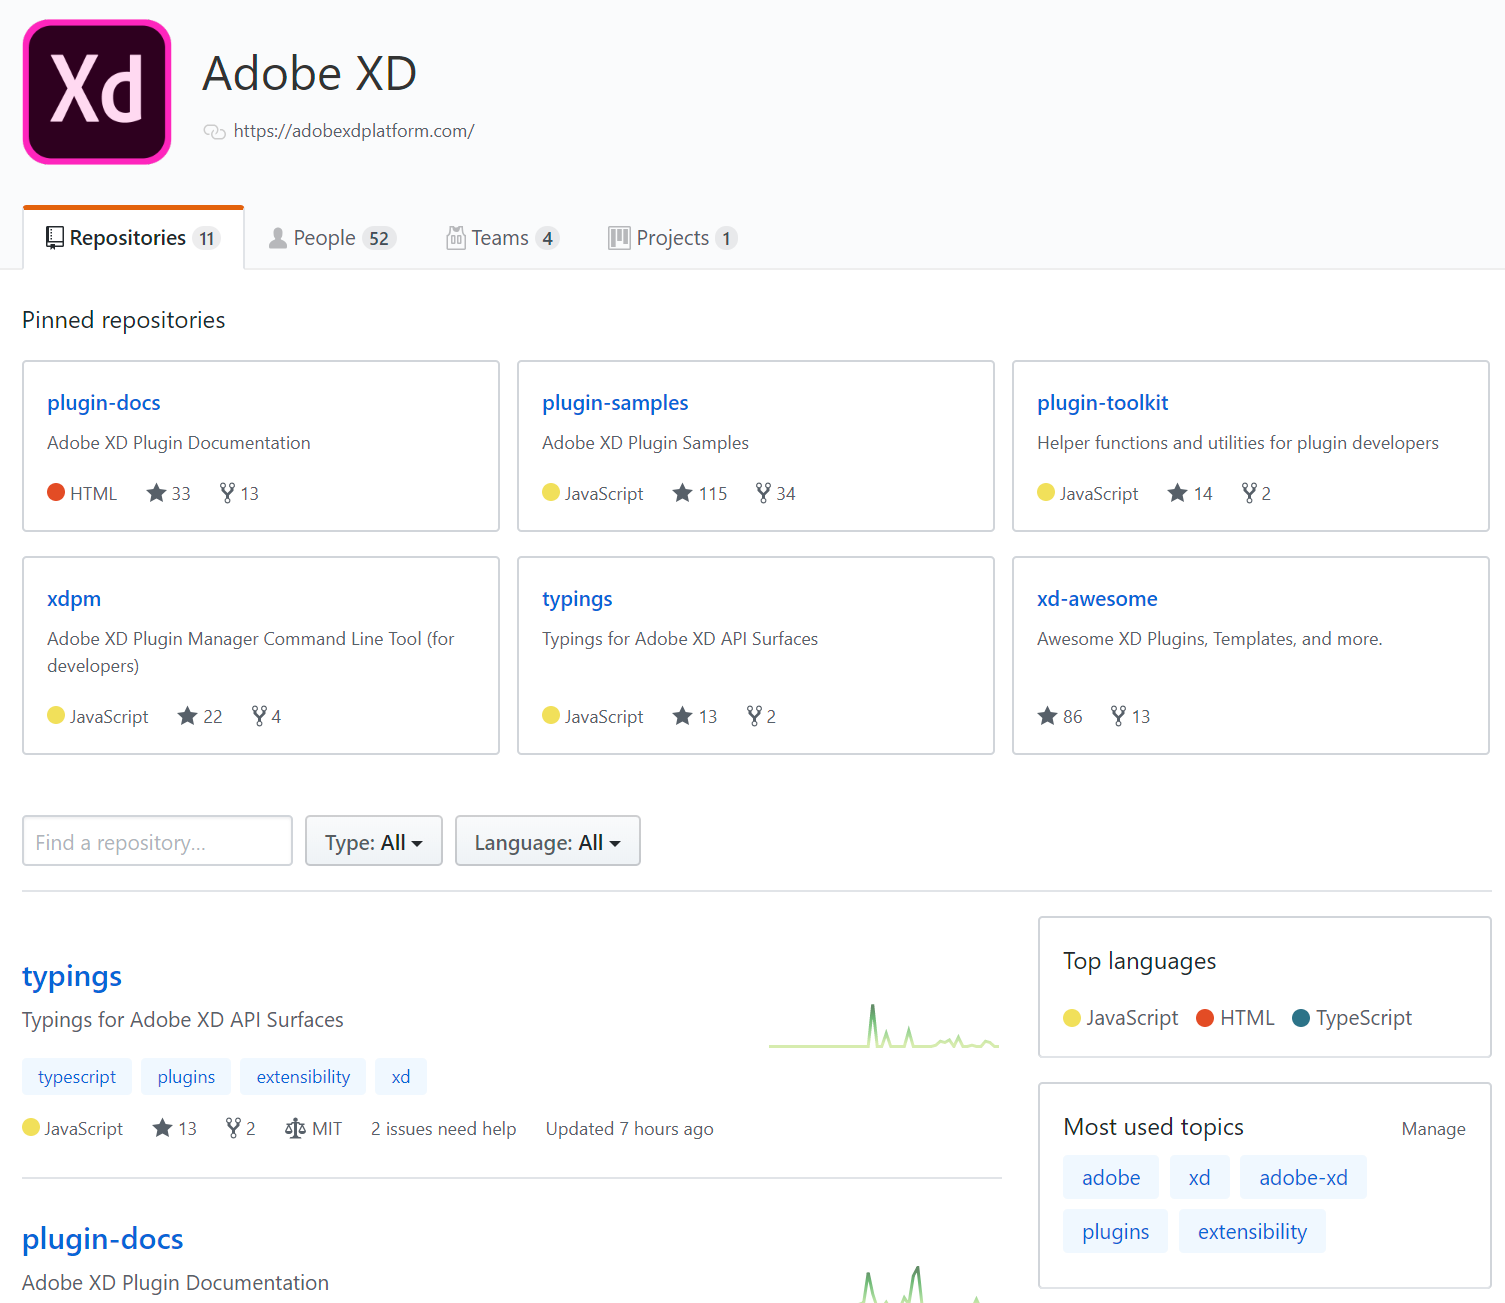 Xd
Adobe XD
https://adobexdplatform.com/
Repositories 11 People 52 Teams 4 Projects 1
Pinned repositories
plugin-docs
Adobe XD Plugin Documentation
HTML 33 13
plugin-samples
Adobe XD Plugin Samples
JavaScript 115 34
plugin-toolkit
Helper functions and utilities for plugin developers
JavaScript 14 2
xdpm
Adobe XD Plugin Manager Command Line Tool (for
developers)
JavaScript 22 4
typings
Typings for Adobe XD API Surfaces
JavaScript 13 2
xd-awesome
Awesome XD Plugins, Templates, and more.
86 13
Find a repository...
Type: All
Language: All
typings
Typings for Adobe XD API Surfaces
typescript plugins extensibility xd
JavaScript 13 2 MIT 2 issues need help Updated 7 hours ago
plugin-docs
Adobe XD Plugin Documentation
Top languages
JavaScript HTML TypeScript
Most used topics Manage
adobe xd adobe-xd
plugins extensibility